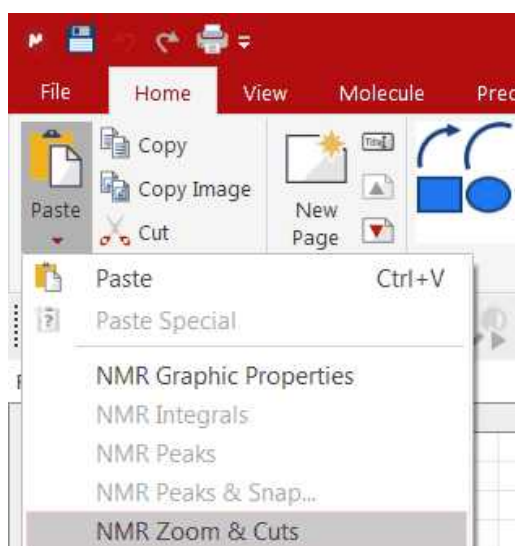 File Home View Molecule Pred
Copy
Copy Image
Paste
Cut
New
Page
Paste Ctrl+V
Paste Special
NMR Graphic Properties
NMR Integrals
NMR Peaks
NMR Peaks & Snap...
NMR Zoom & Cuts